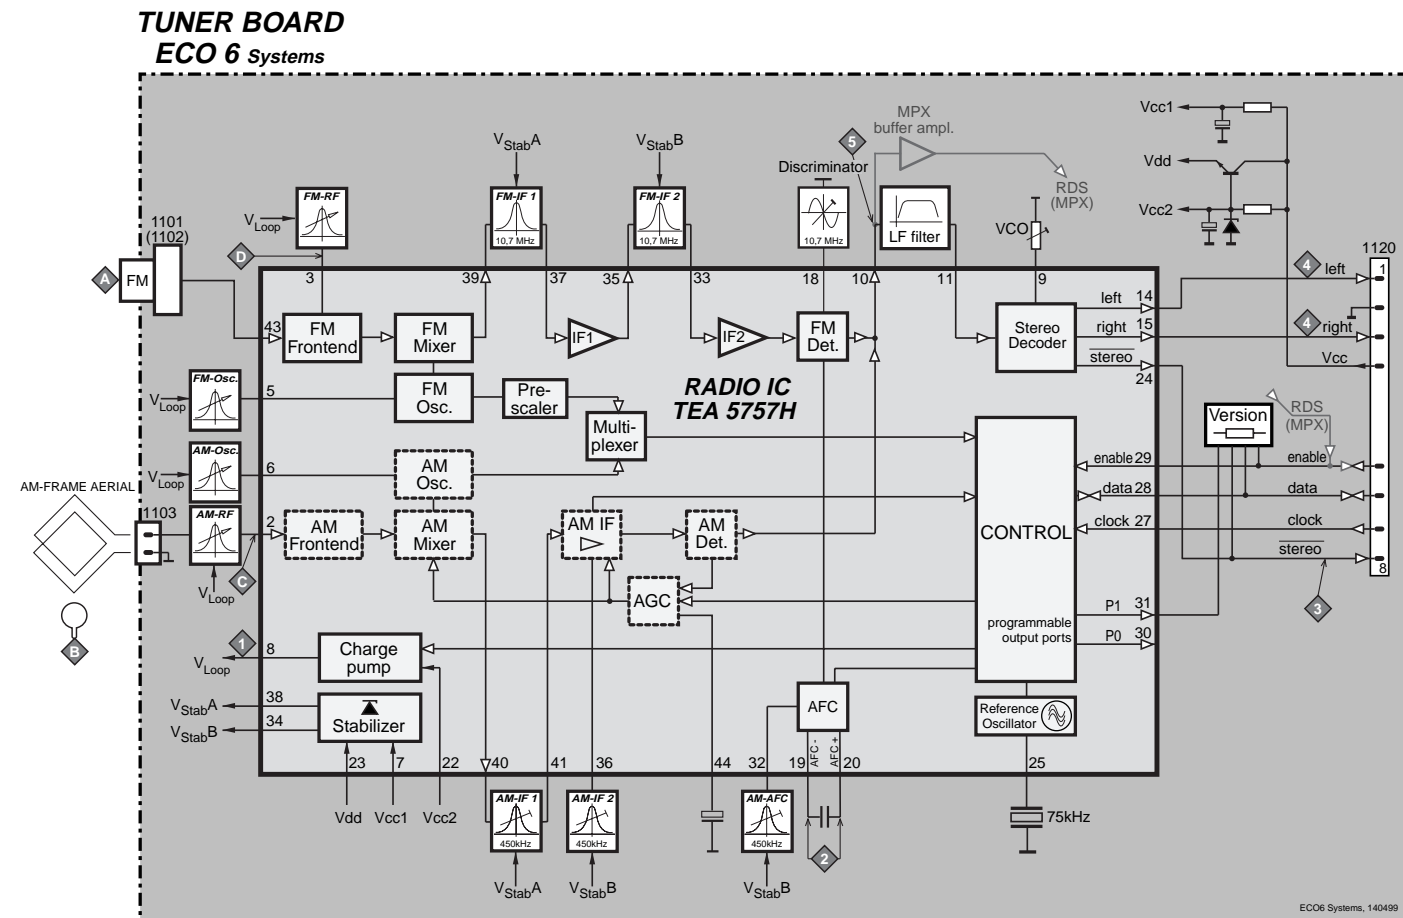 TUNER BOARD
ECO 6 Systems
MPX
buffer ampl.
Vcc1
Vdd
Vcc2
VStabA
VStabB
5
Discriminator
RDS
(MPX)
FM-RF
FM-IF 1
10,7 MHz
FM-IF 2
10,7 MHz
10,7 MHz
LF filter
VCO
VLoop
1101
(1102)
D
A
FM
1120
3
39
37
35
33
18
10
11
9
4
left
1
43
FM
Frontend
FM
Mixer
IF1
IF2
FM
Det.
Stereo
Decoder
left
14
right
15
stereo
24
4
right
Vcc
FM-Osc.
VLoop
5
FM
Osc.
Pre-
scaler
RADIO IC
TEA 5757H
Multi-
plexer
Version
RDS
(MPX)
AM-Osc.
VLoop
6
AM
Osc.
enable
29
enable
data
28
data
clock
27
clock
stereo
8
3
AM-FRAME AERIAL
1103
AM-RF
2
AM
Frontend
AM
Mixer
AM IF
AM
Det.
CONTROL
C
VLoop
B
AGC
programmable
output ports
P1
31
P0
30
1
8
VLoop
Charge
pump
38
VStabA
34
VStabB
Stabilizer
AFC
Reference
Oscillator
AFC -
AFC +
23
7
22
40
41
36
44
32
19
20
25
Vdd
Vcc1
Vcc2
AM-IF 1
450kHz
AM-IF 2
450kHz
AM-AFC
450kHz
2
75kHz
VStabA
VStabB
VStabB
ECO6 Systems, 140499